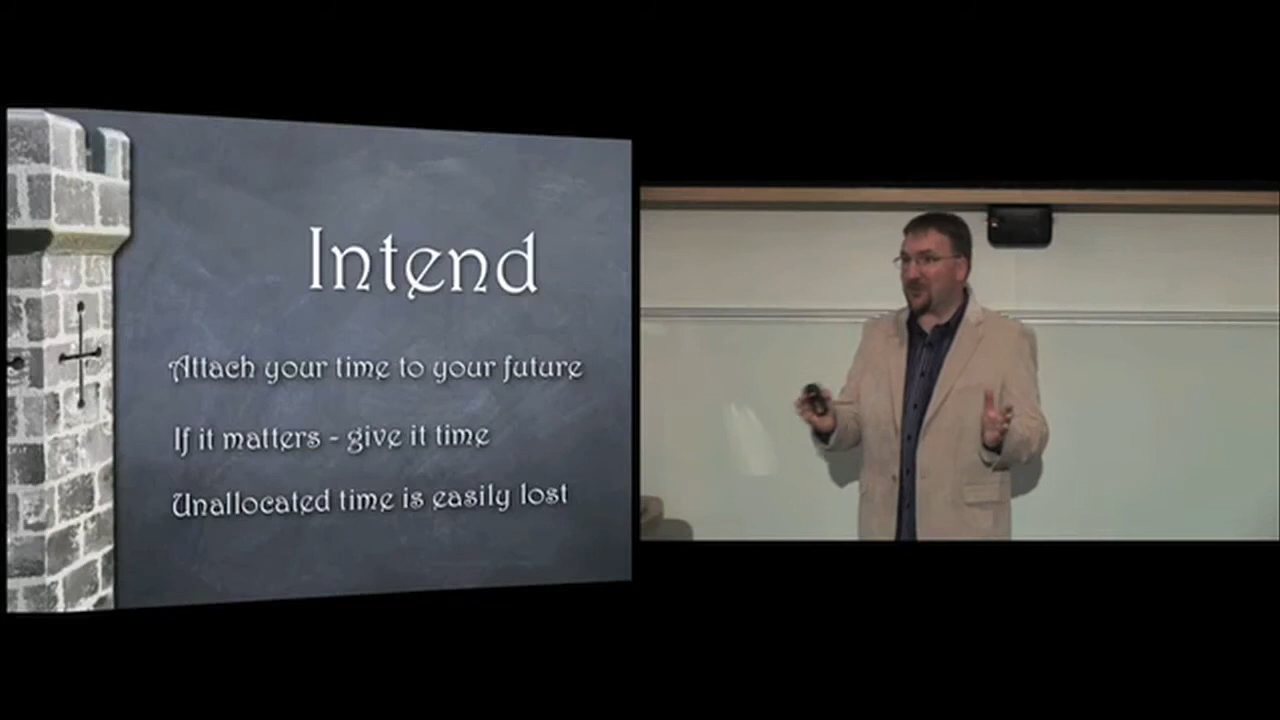 Intend
Attach your time to your future
If it matters - give it time
Unallocated time is easily lost